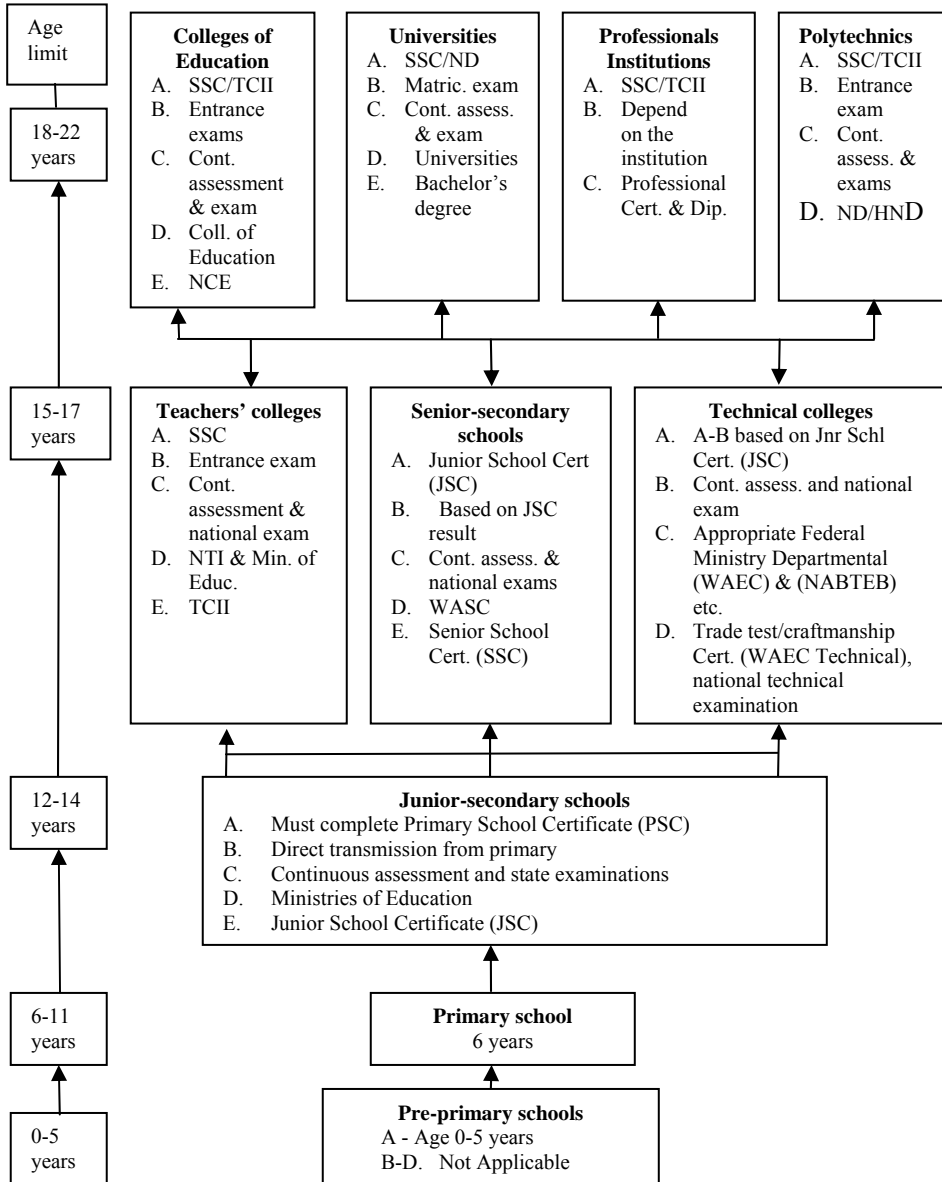 Age
limit
18-22
years
15-17
years
12-14
years
6-11
years
0-5
years
Colleges of
Education
A. SSC/TCII
B. Entrance
exams
C. Cont.
assessment
& exam
D. Coll. of
Education
E. NCE
Universities
A. SSC/ND
B. Matric. exam
C. Cont. assess.
& exam
D. Universities
E. Bachelor's
degree
Professionals
Institutions
A. SSC/TCII
B. Depend
on the
institution
C. Professional
Cert. & Dip.
Polytechnics
A. SSC/TCII
B. Entrance
exam
C. Cont.
assess. &
exams
D. ND/HND
Teachers' colleges
A. SSC
B. Entrance exam
C. Cont.
assessment &
national exam
D. NTI & Min. of
Educ.
E. TCII
Senior-secondary
schools
A. Junior School Cert
(JSC)
B. Based on JSC
result
C. Cont. assess. &
national exams
D. WASC
E. Senior School
Cert. (SSC)
Technical colleges
A. A-B based on Jnr Schl
Cert. (JSC)
B. Cont. assess. and national
exam
C. Appropriate Federal
Ministry Departmental
(WAEC) & (NABTEB)
etc.
D. Trade test/craftmanship
Cert. (WAEC Technical),
national technical
examination
Junior-secondary schools
A. Must complete Primary School Certificate (PSC)
B. Direct transmission from primary
C. Continuous assessment and state examinations
D. Ministries of Education
E. Junior School Certificate (JSC)
Primary school
6 years
Pre-primary schools
A - Age 0-5 years
B-D. Not Applicable